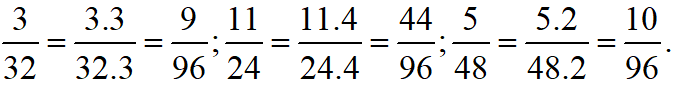 3/32 = 3.3/32.3 = 9/96; 11/24 = 11.4/24.4 = 44/96; 5/48 = 5.2/48.2 = 10/96.